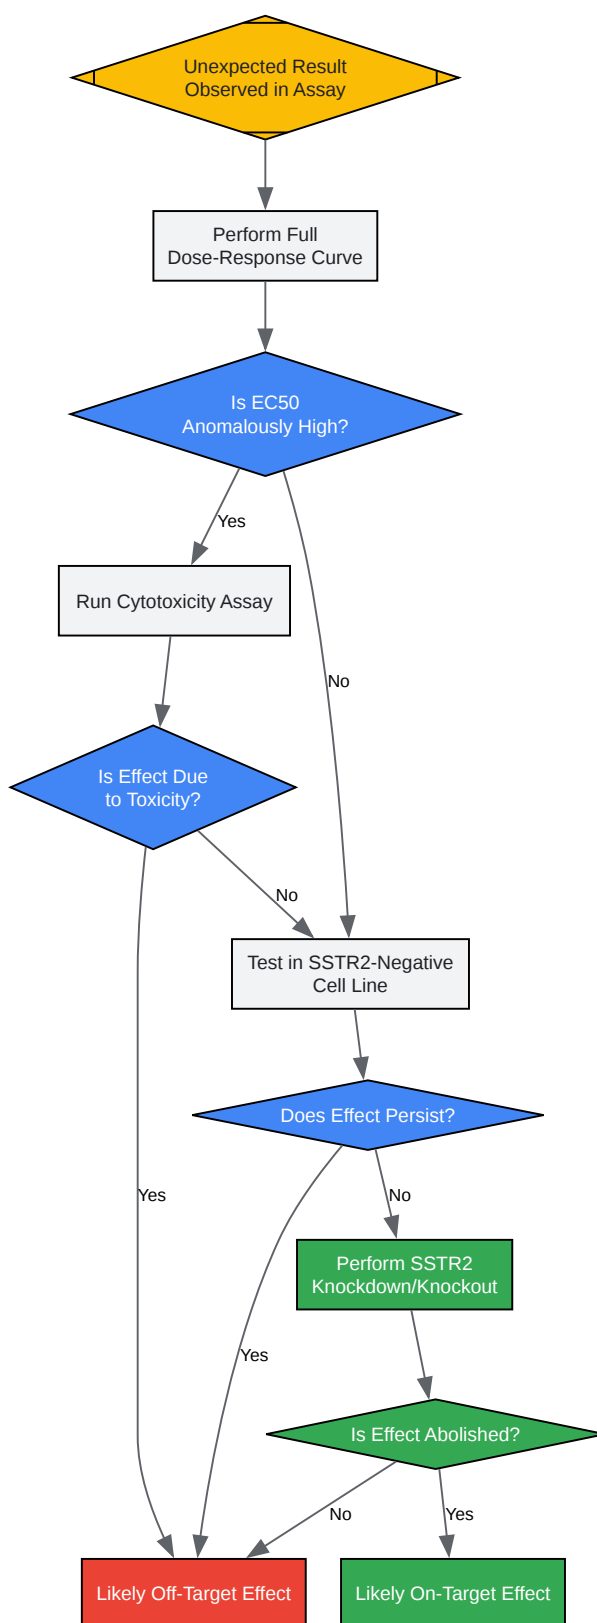 Unexpected Result
Observed in Assay
Perform Full
Dose-Response Curve
Is EC50
Anomalously High?
Yes
Run Cytotoxicity Assay
No
Is Effect Due
to Toxicity?
No
Test in SSTR2-Negative
Cell Line
Does Effect Persist?
Yes
No
Perform SSTR2
Knockdown/Knockout
Yes
Is Effect Abolished?
No
Yes
Likely Off-Target Effect
Likely On-Target Effect